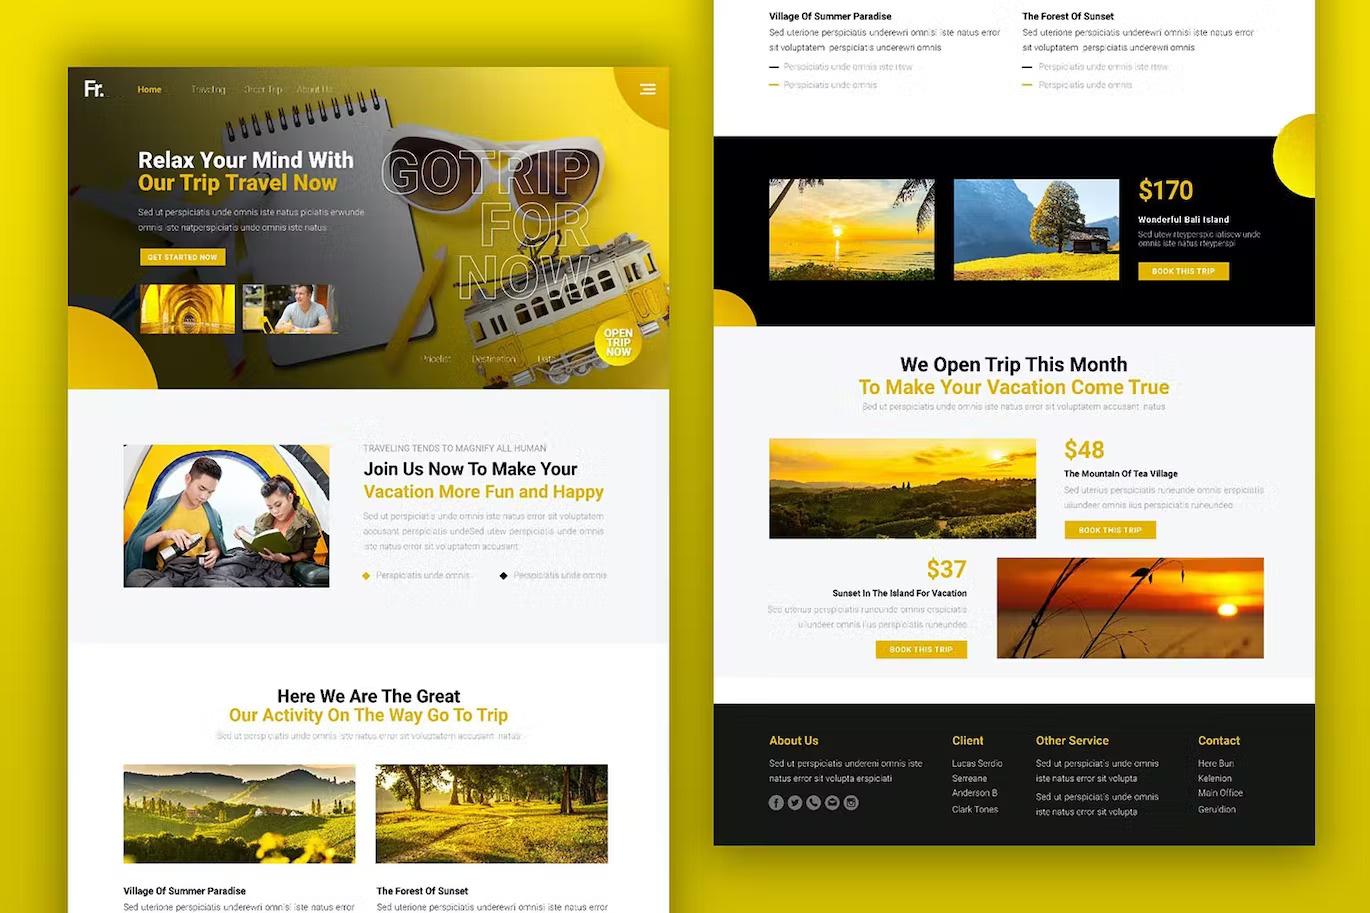 Fr.
Home
Traveling
Order Trip
About Us
Relax Your Mind With
Our Trip Travel Now
Sed ut perspiciatis unde omnis iste natus piciatis erwunde
omnis iste natperspiciatis unde omnis iste natus
GET STARTED NOW
GOTRIP
FOR
NOW
Pricelist
Destination
Date
OPEN
TRIP
NOW
TRAVELING TENDS TO MAGNIFY ALL HUMAN
Join Us Now To Make Your
Vacation More Fun and Happy
Sed ut perspiciatis unde omnis iste natus error sit voluptatem
accusant perspiciatis undeSed utew perspiciatis unde omnis
iste natus error sit voluptatem accusant
Perspiciatis unde omnis
Perspiciatis unde omnis
Here We Are The Great
Our Activity On The Way Go To Trip
Sed ut perspiciatis unde omnis iste natus error sit voluptatem accusant natus
Village Of Summer Paradise
Sed uterione perspiciatis underewri omnisi iste natus error
The Forest Of Sunset
Sed uterione perspiciatis underewri omnisi iste natus error
Village Of Summer Paradise
Sed uterione perspiciatis underewri omnisi iste natus error
sit voluptatem perspiciatis underewri omnis
Perspiciatis unde omnis iste rtew
Perspiciatis unde omnis
The Forest Of Sunset
Sed uterione perspiciatis underewri omnisi iste natus error
sit voluptatem perspiciatis underewri omnis
Perspiciatis unde omnis iste rtew
Perspiciatis unde omnis
$170
Wonderful Bali Island
Sed utew rteyperspiciatisew unde
omnis iste natus rteyperspi
BOOK THIS TRIP
We Open Trip This Month
To Make Your Vacation Come True
Sed ut perspiciatis unde omnis iste natus error sit voluptatem accusant natus
$48
The Mountain Of Tea Village
Sed uterius perspiciatis runeunde omnis erspiciatis
uiiundeer omnis iius perspiciatis runeundeo
BOOK THIS TRIP
$37
Sunset In The Island For Vacation
Sed uterius perspiciatis runeunde omnis erspiciatis
uiiundeer omnis iius perspiciatis runeundeo
BOOK THIS TRIP
About Us
Sed ut perspiciatis undereni omnis iste
natus error sit volupta erspiciati
Client
Lucas Serdio
Serreane
Anderson B
Clark Tones
Other Service
Sed ut perspiciatis unde omnis
iste natus error sit volupta
Sed ut perspiciatis unde omnis
iste natus error sit volupta
Contact
Here Bun
Kelenion
Main Office
Geruldion